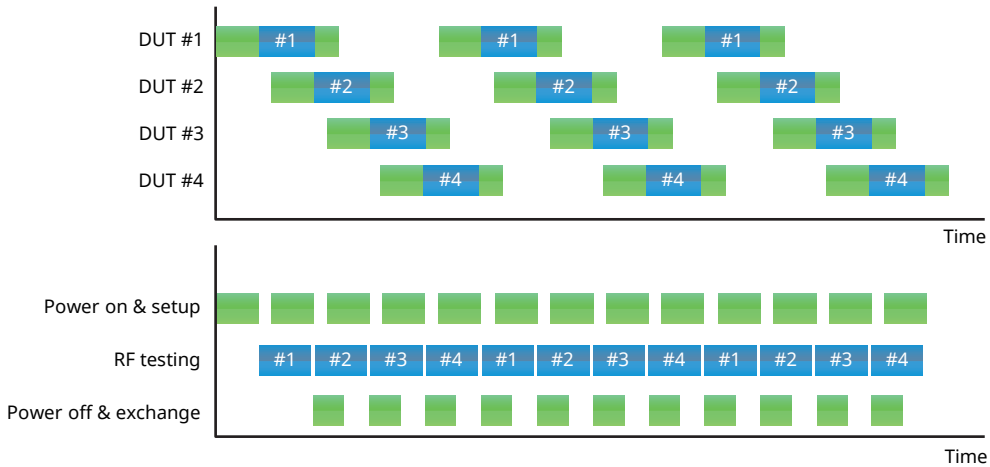 DUT #1 #1 #1 #1
DUT #2 #2 #2 #2
DUT #3 #3 #3 #3
DUT #4 #4 #4 #4
Time
Power on & setup
RF testing #1 #2 #3 #4 #1 #2 #3 #4 #1 #2 #3 #4
Power off & exchange
Time